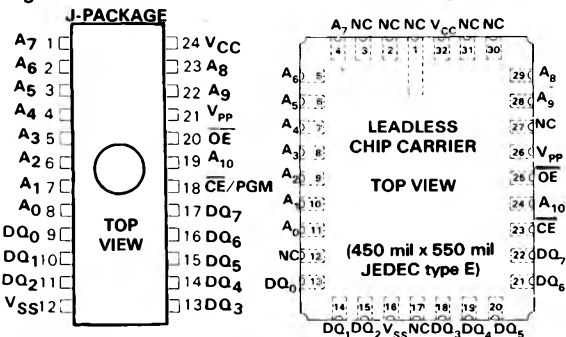 J-PACKAGE
A7 1 24 VCC
A6 2 23 A8
A5 3 22 A9
A4 4 21 VPP
A3 5 20 OE
A2 6 19 A10
A1 7 18 CE/PGM
A0 8 17 DQ7
DQ0 9 16 DQ6
DQ1 10 15 DQ5
DQ2 11 14 DQ4
VSS 12 13 DQ3
TOP
VIEW
A7 NC NC NC VCC NC NC
4 3 2 1 32 31 30
A6 5 29 A8
A5 6 28 A9
A4 7 27 NC
A3 8 26 VPP
A2 9 25 OE
A1 10 24 A10
A0 11 23 CE
NC 12 22 DQ7
DQ0 13 21 DQ6
LEADLESS
CHIP CARRIER
TOP VIEW
(450 mil x 550 mil
JEDEC type E)
14 15 16 17 18 19 20
DQ1 DQ2 VSS NC DQ3 DQ4 DQ5